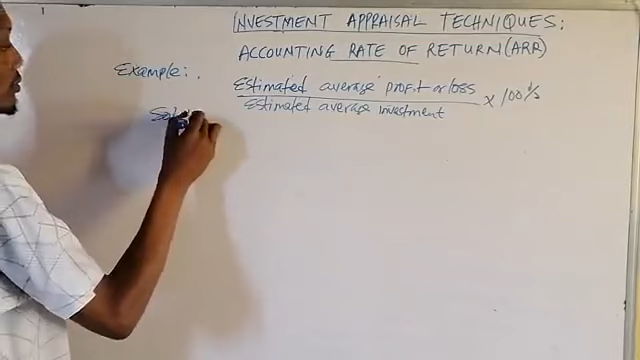 INVESTMENT APPRAISAL TECHNIQUES:
ACCOUNTING RATE OF RETURN (ARR)
Example:.
Estimated average profit or loss
Estimated average investment
x 100%